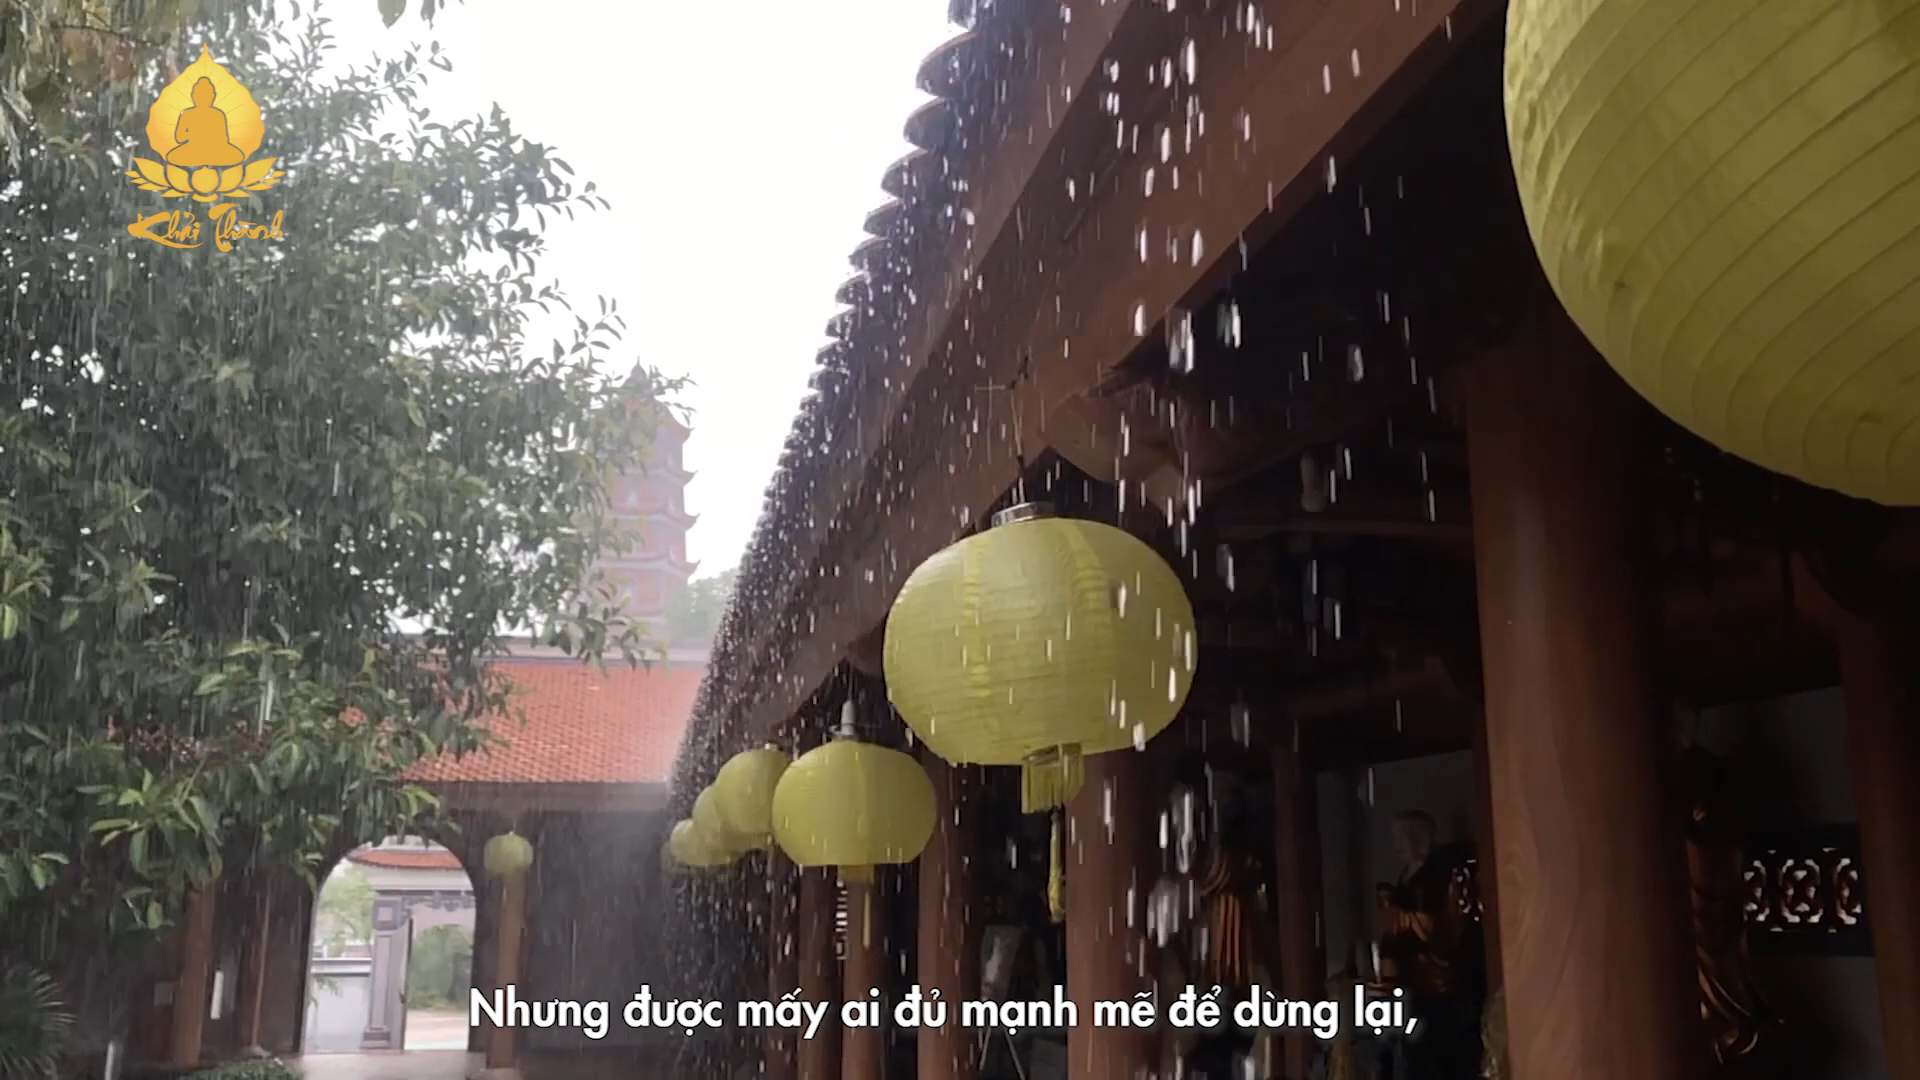 Khải Thành
Nhưng được mấy ai đủ mạnh mẽ để dừng lại,